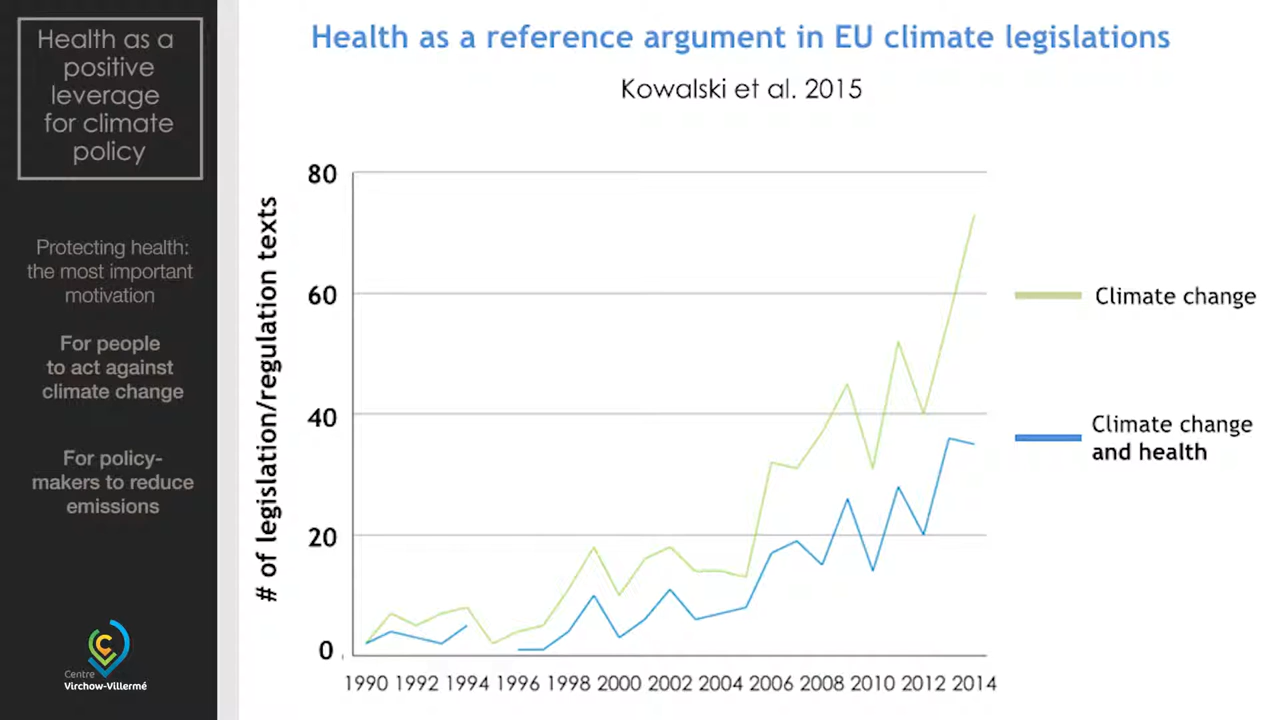 Health as a
positive
leverage
for climate
policy
Protecting health:
the most important
motivation
For people
to act against
climate change
For policy-
makers to reduce
emissions
Centre
Virchow-Villermé
Health as a reference argument in EU climate legislations
Kowalski et al. 2015
# of legislation/regulation texts
80
60
40
20
0
1990 1992 1994 1996 1998 2000 2002 2004 2006 2008 2010 2012 2014
Climate change
Climate change
and health